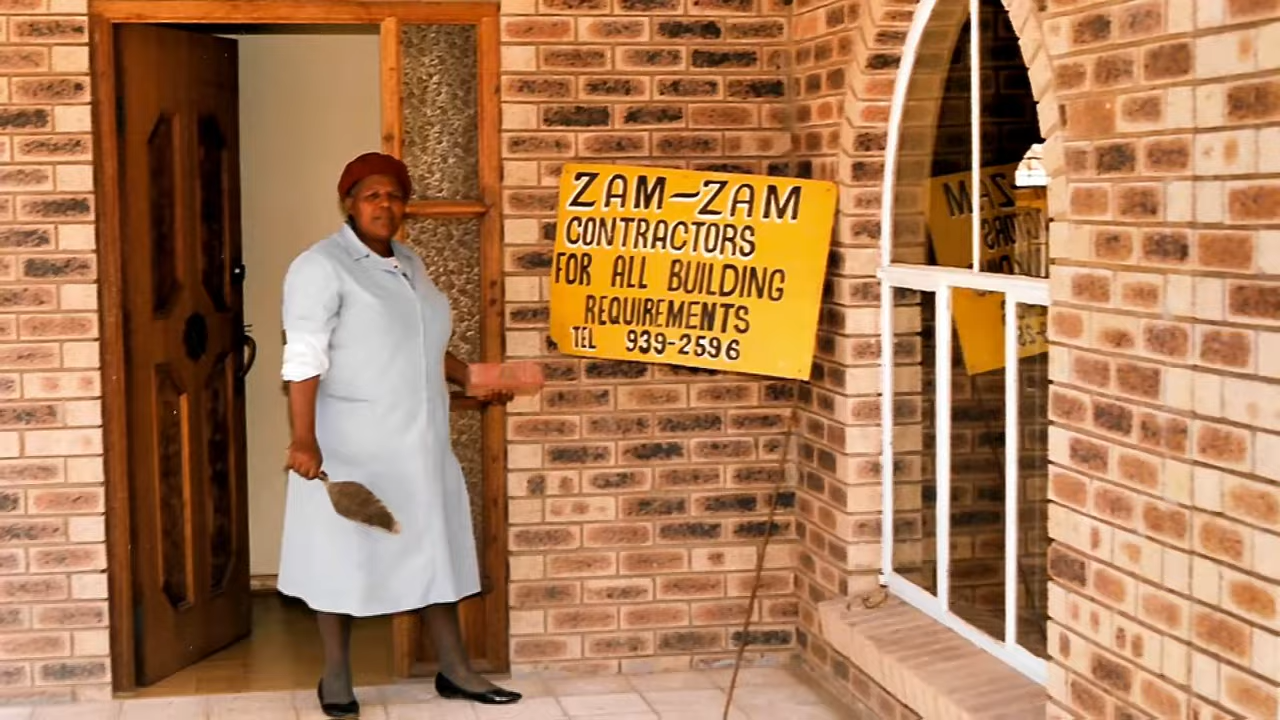 ZAM-ZAM
CONTRACTORS
FOR ALL BUILDING
REQUIREMENTS
TEL 939-2596